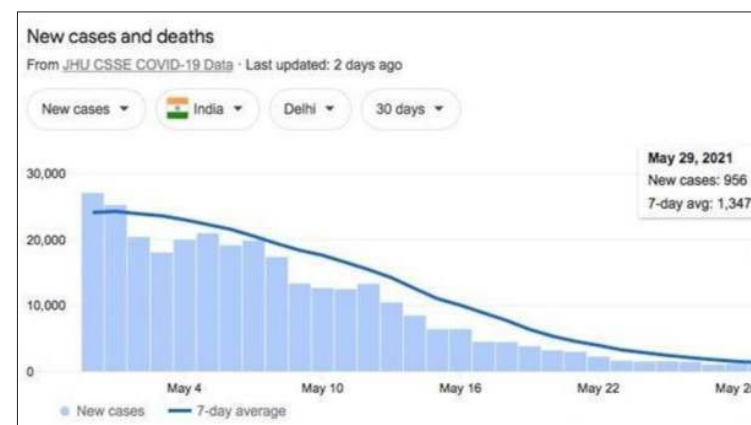 New cases and deaths
From JHU CSSE COVID-19 Data · Last updated: 2 days ago
New cases India Delhi 30 days
May 29, 2021
New cases: 956
7-day avg: 1,347
30,000
20,000
10,000
0
May 4 May 10 May 16 May 22 May 2
New cases 7-day average